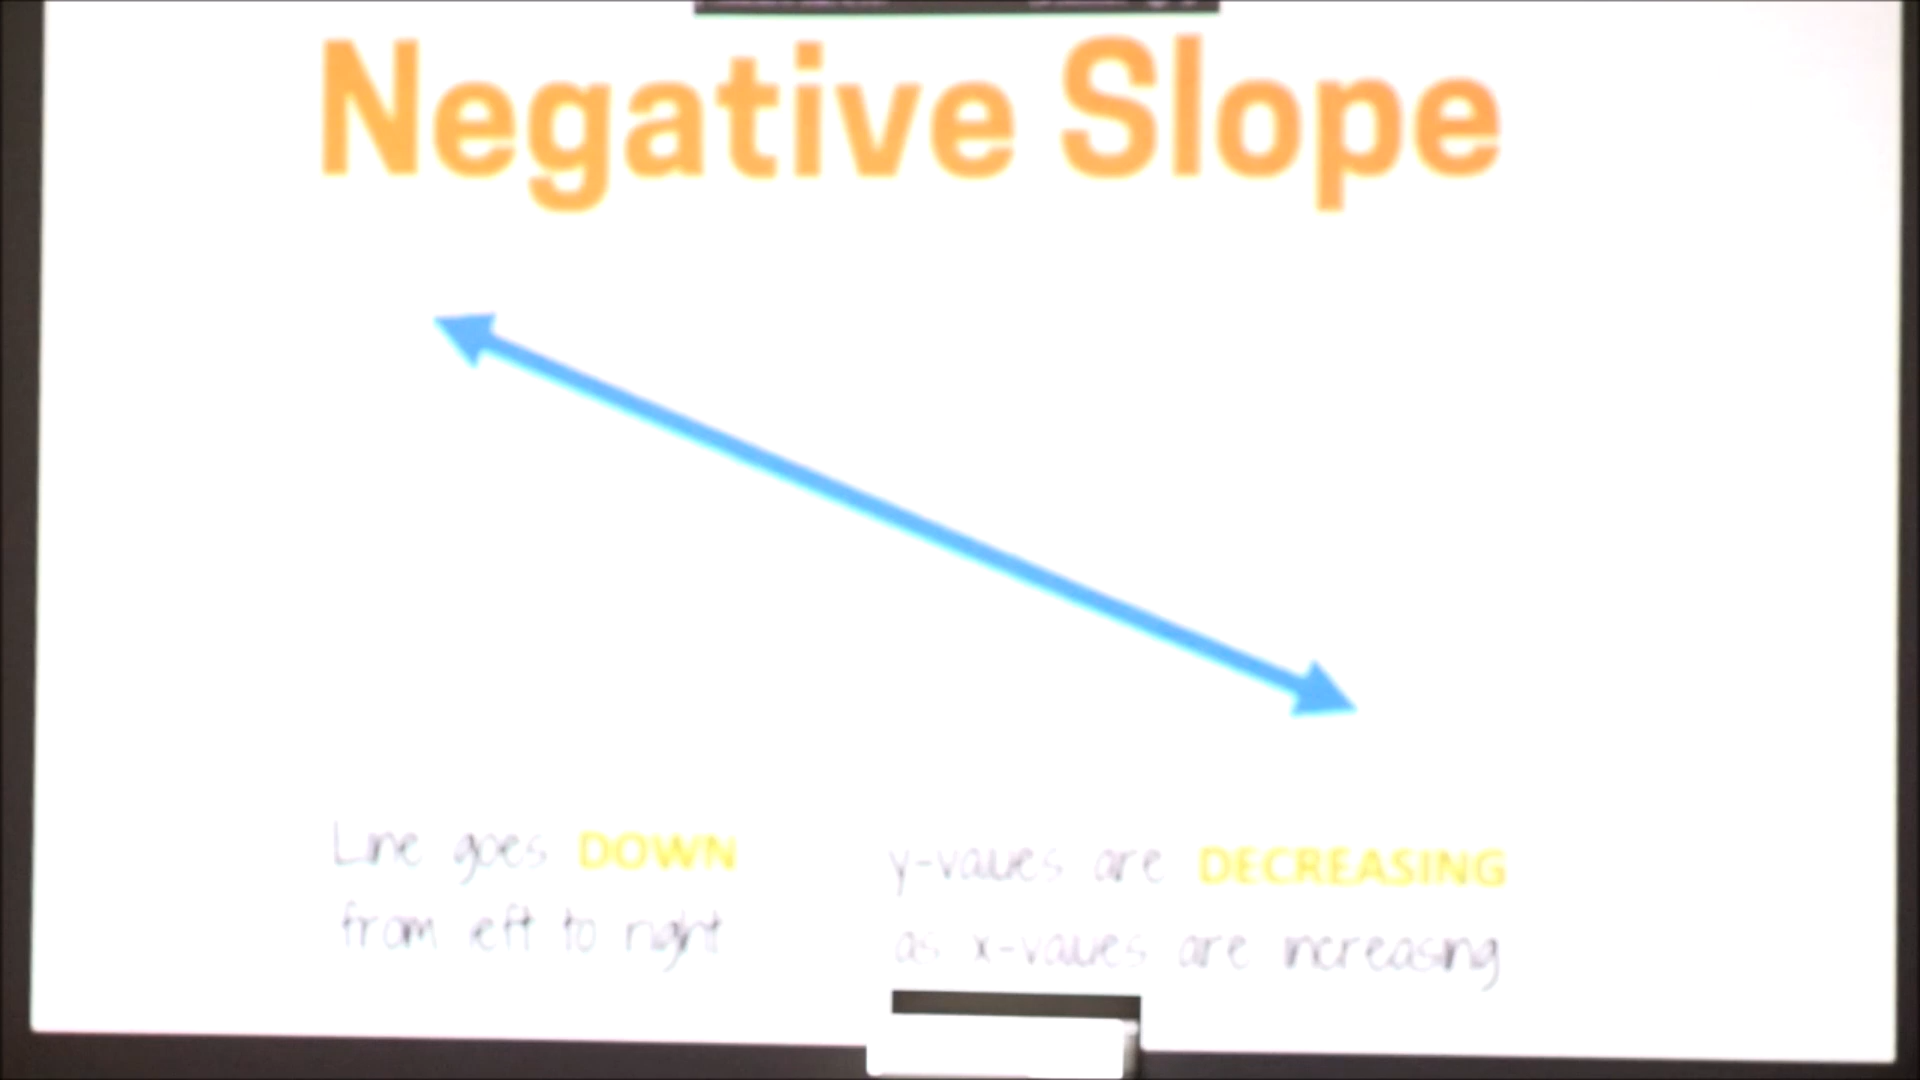 Negative Slope
Line goes DOWN
from left to right
y-values are DECREASING
as x-values are increasing